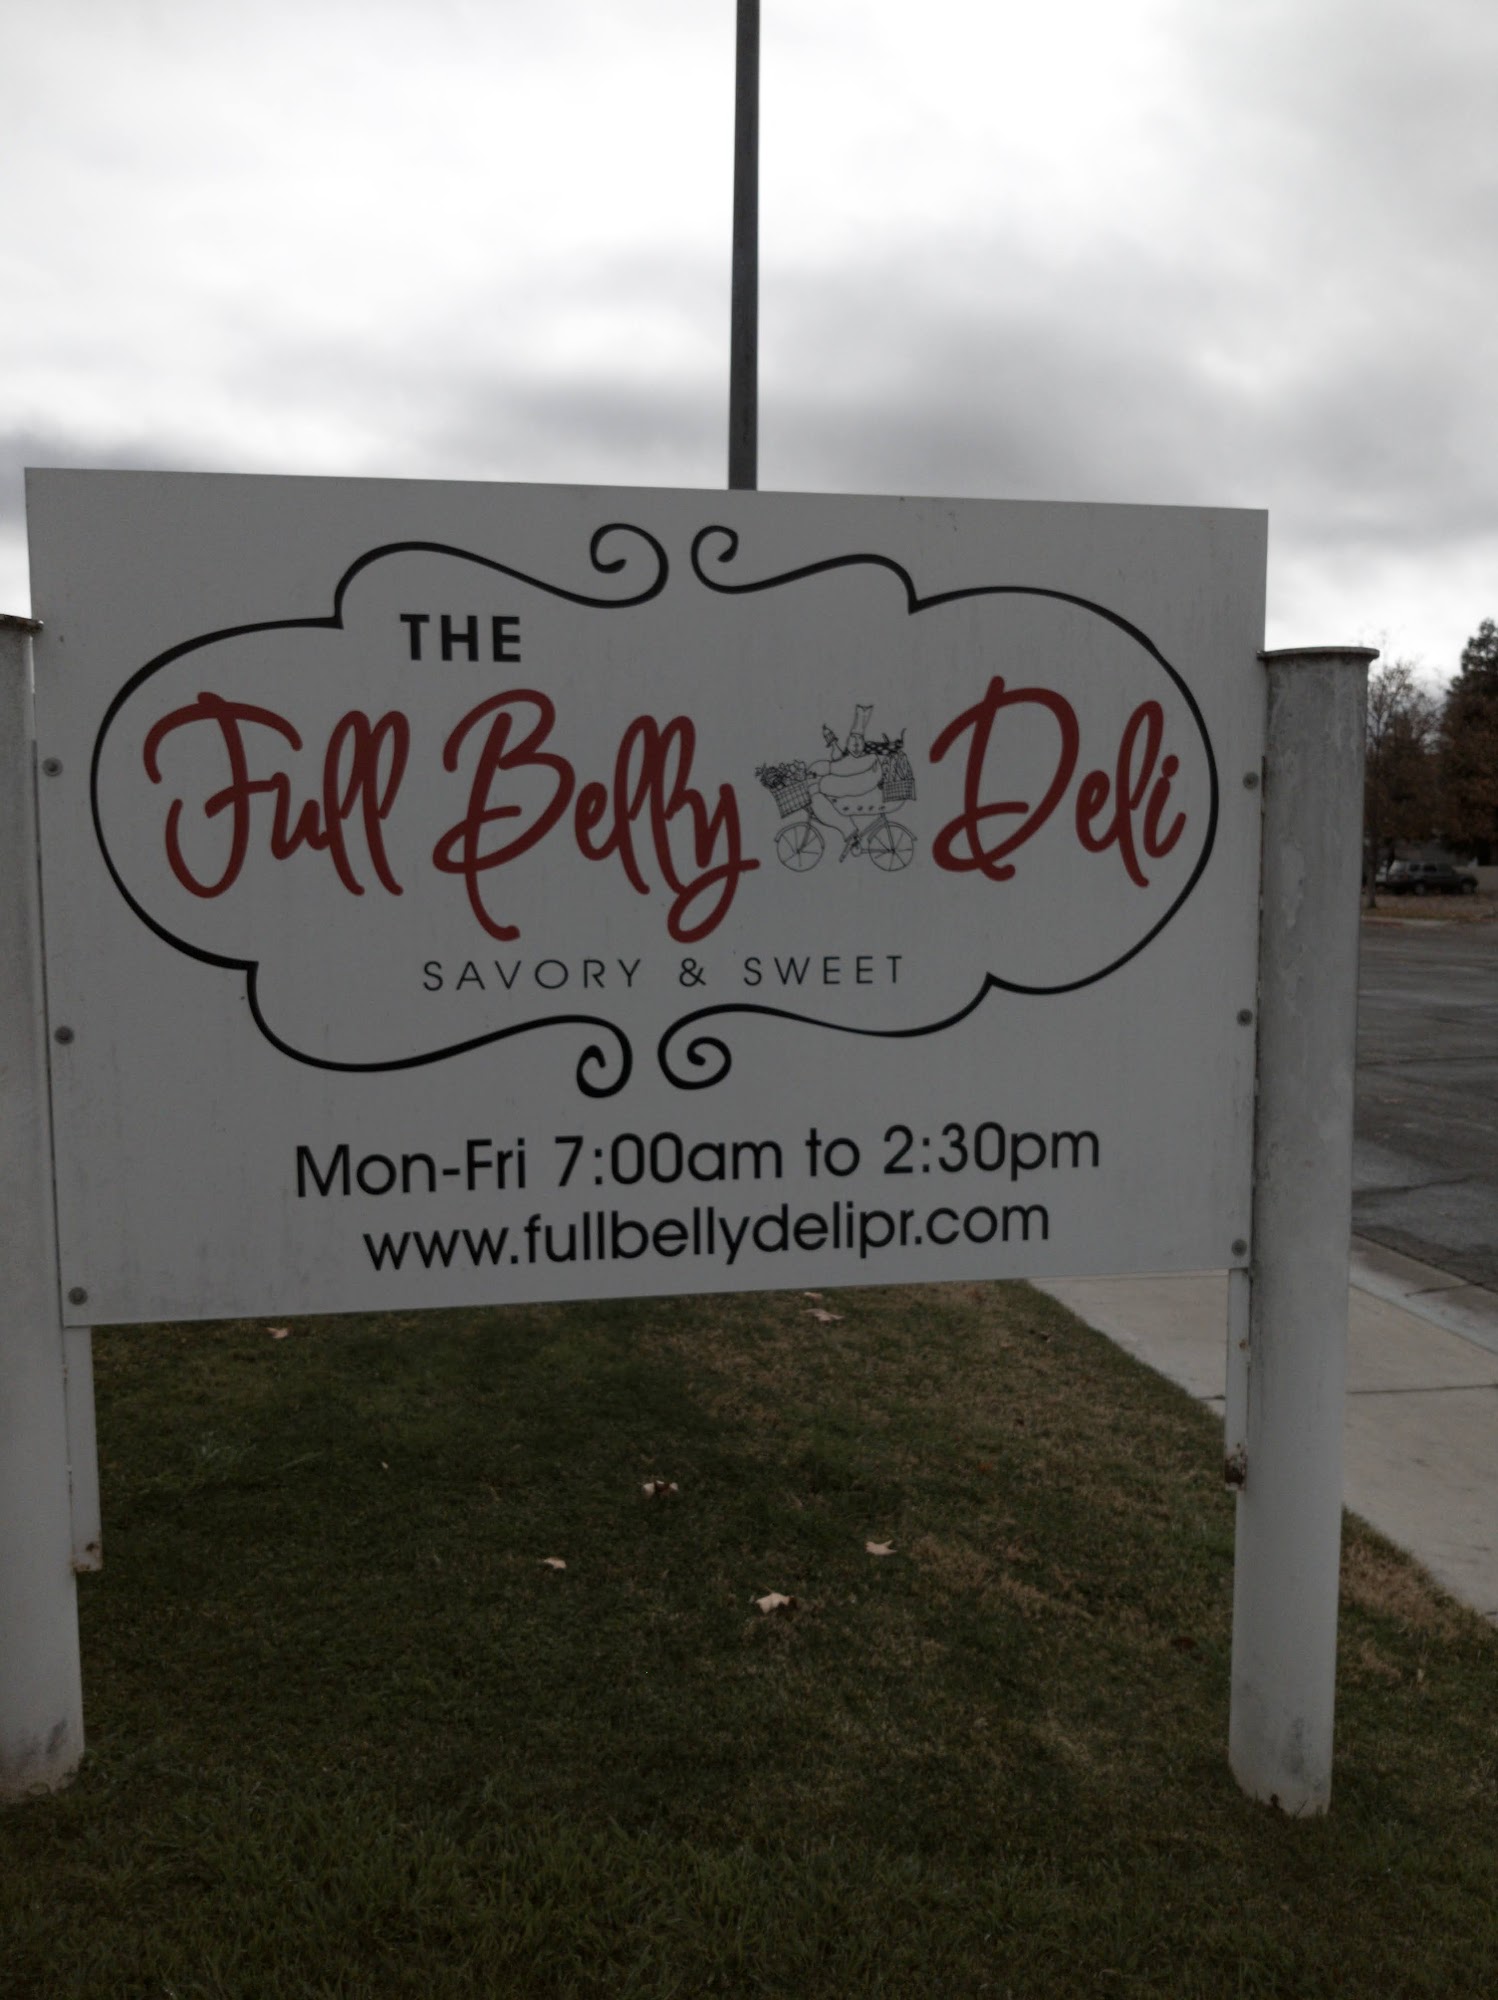 THE
Full Belly Deli
SAVORY & SWEET
Mon-Fri 7:00am to 2:30pm
www.fullbellydelipr.com